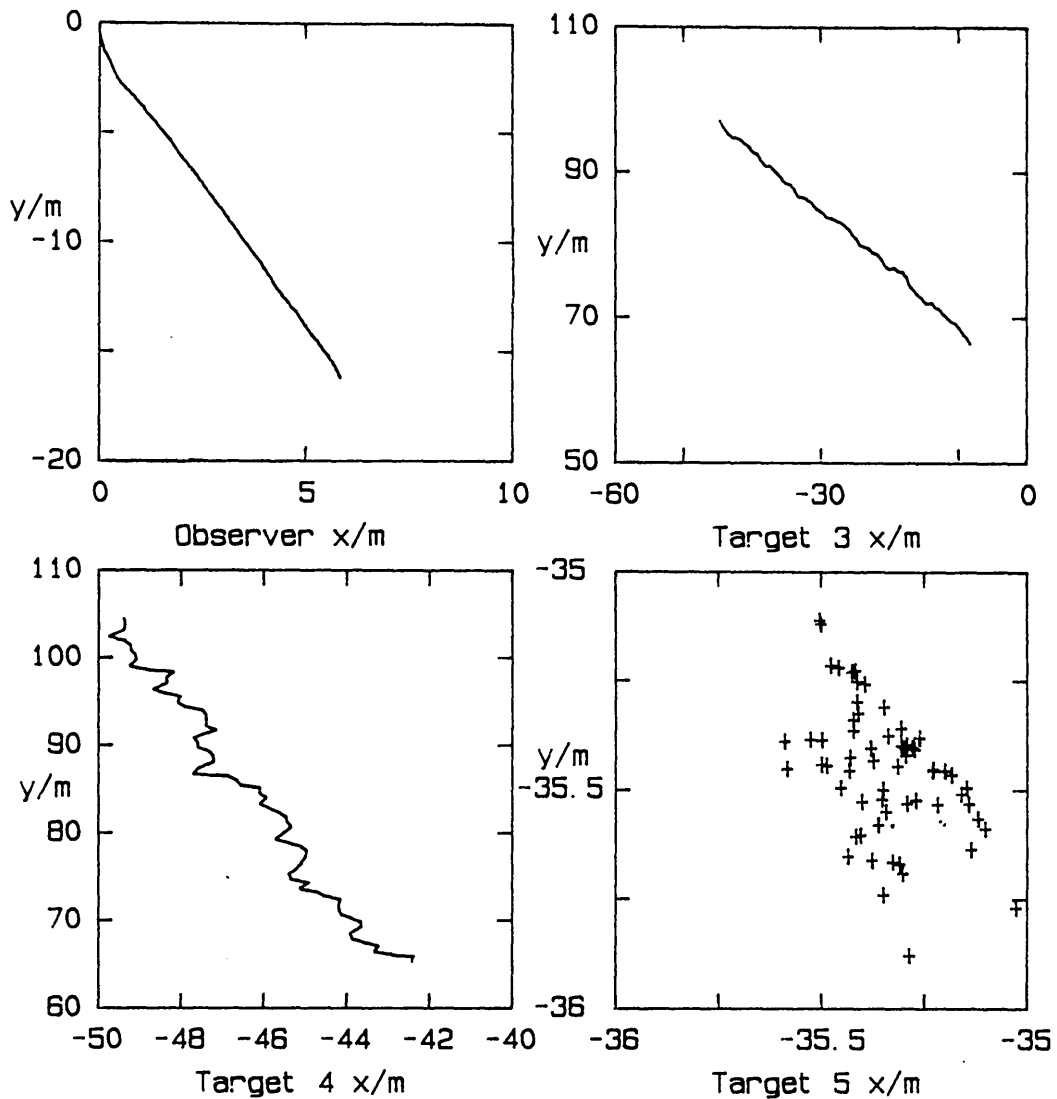 0
y/m
-10
-20
0 5 10
Observer x/m
110
90
y/m
70
50
-60 -30 0
Target 3 x/m
110
100
90
y/m
80
70
60
-50 -48 -46 -44 -42 -40
Target 4 x/m
-35
y/m
-35.5
-36
-36 -35.5 -35
Target 5 x/m